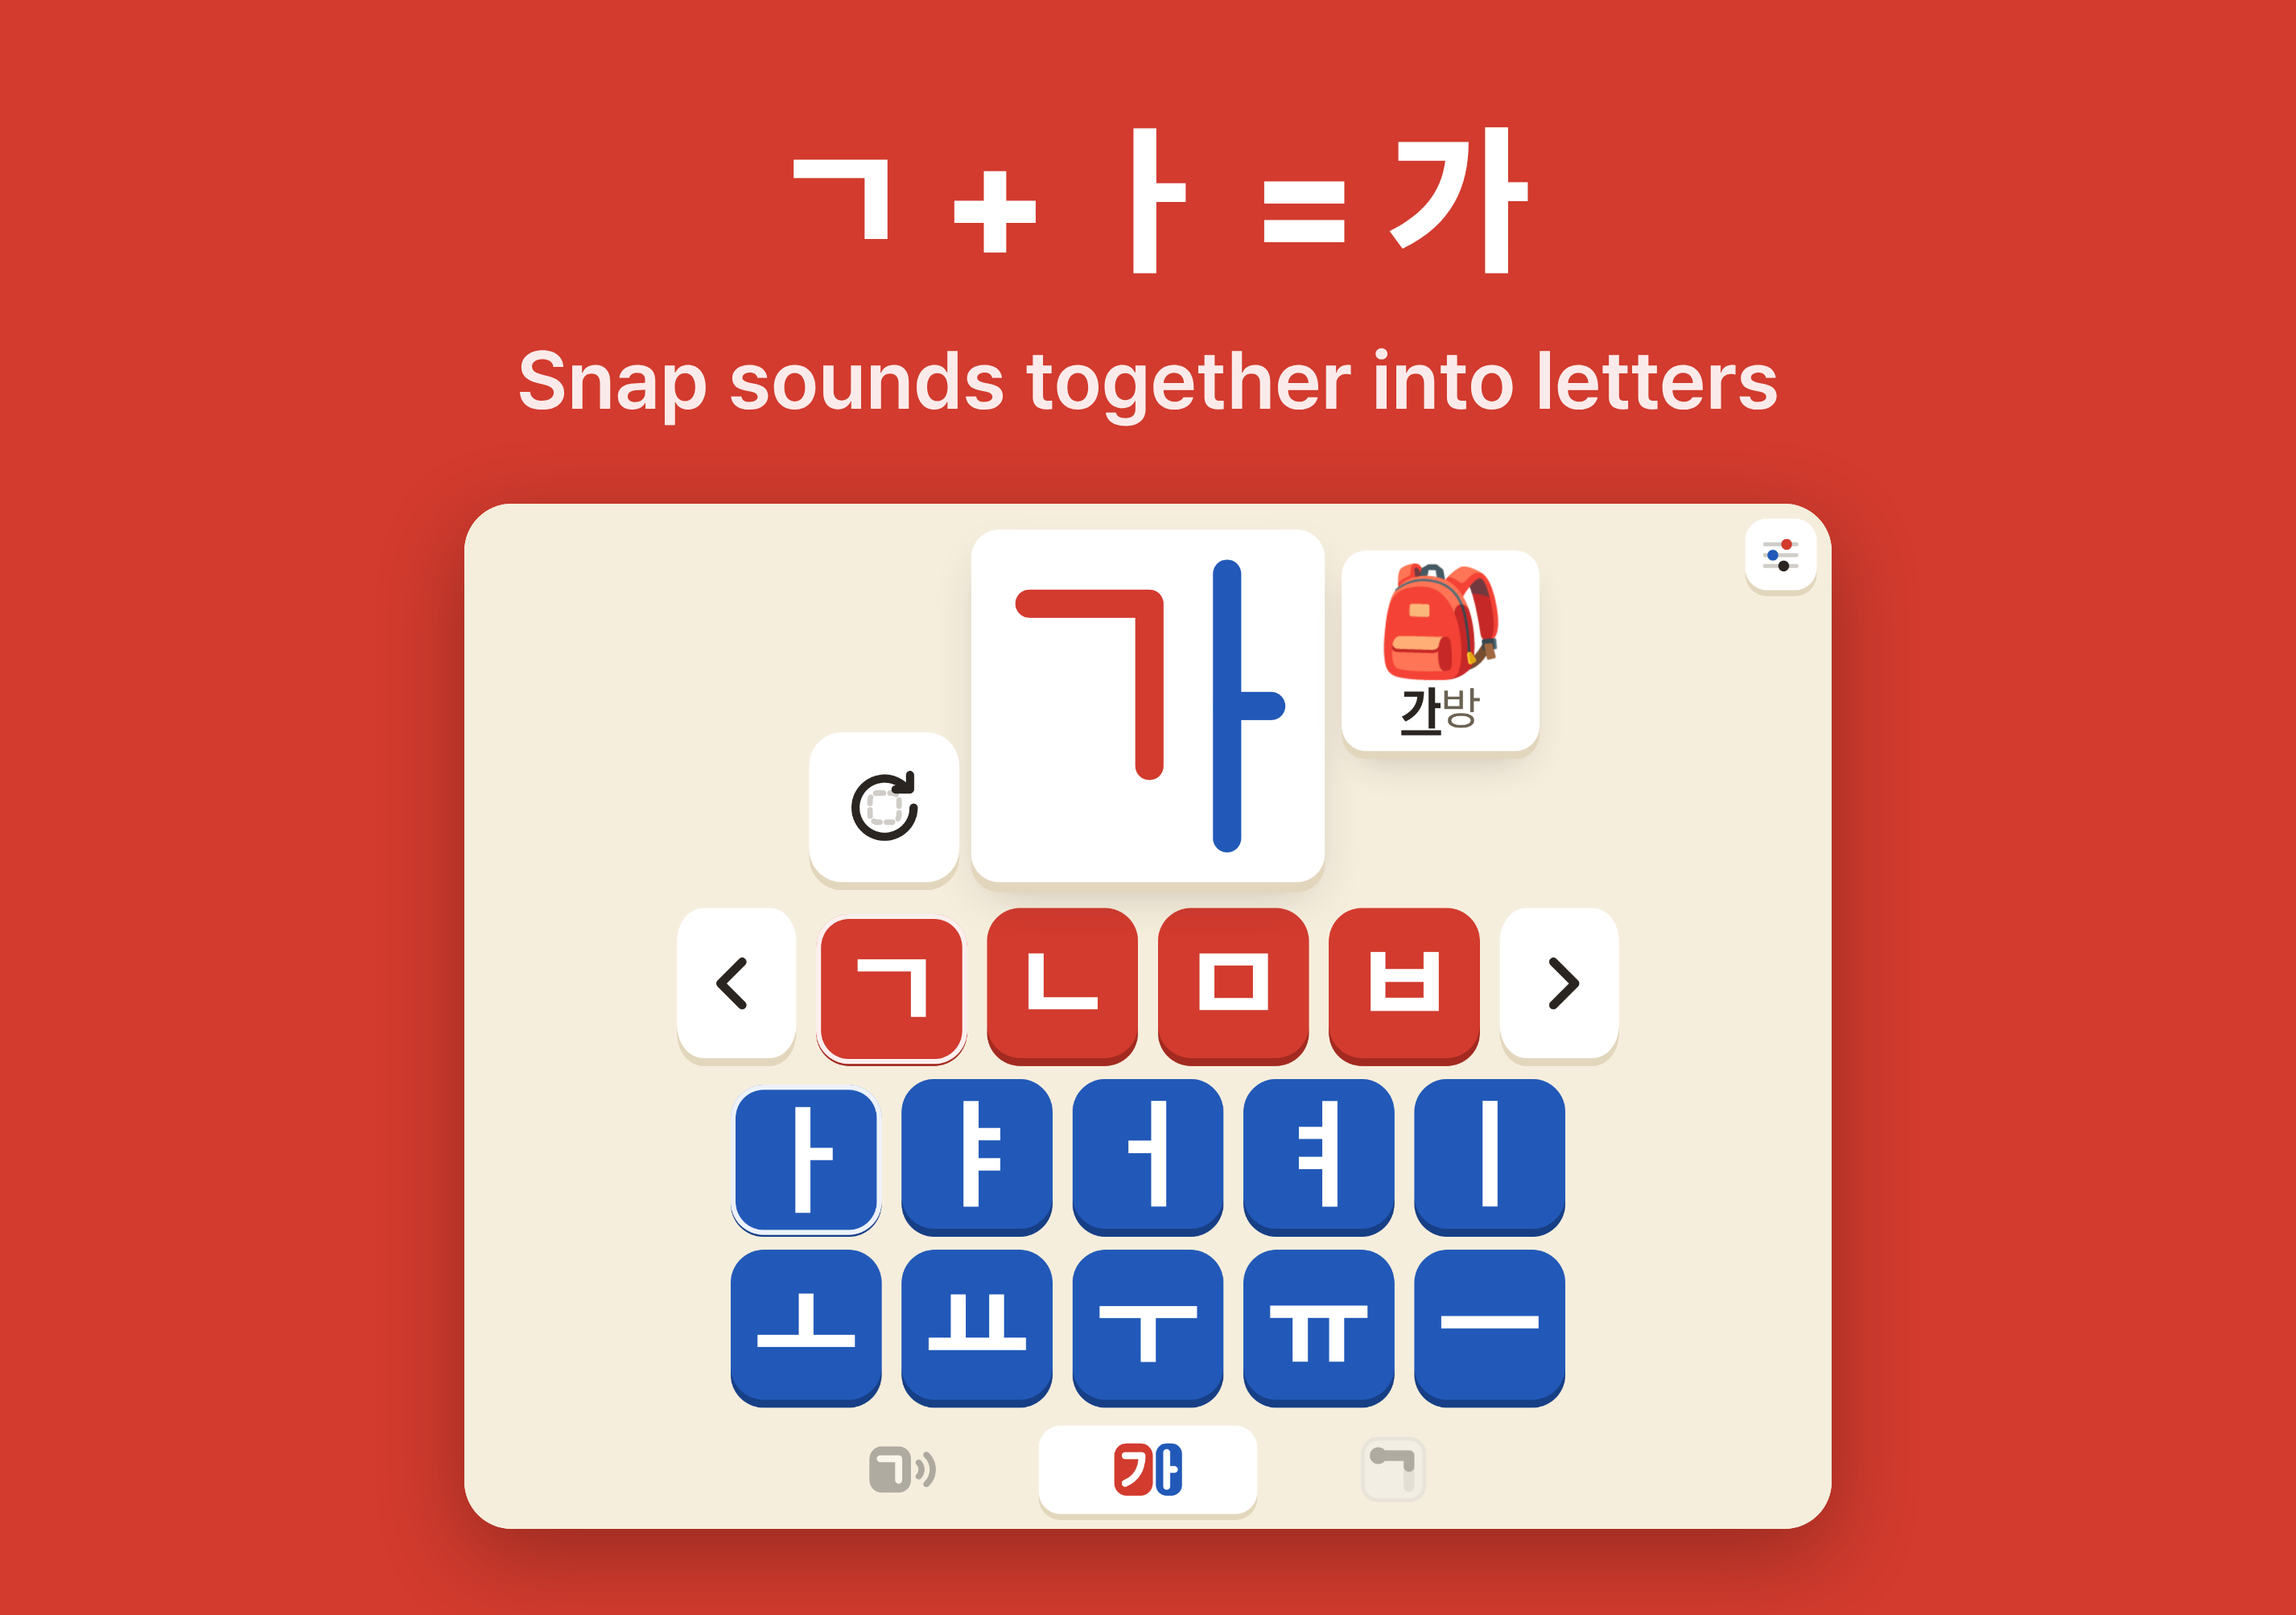 ㄱ + ㅏ = 가
Snap sounds together into letters
가
가방
ㄱ ㄴ ㅁ ㅂ
ㅏ ㅑ ㅓ ㅕ ㅣ
ㅗ ㅛ ㅜ ㅠ ㅡ
ㄱ 가 ㄱ